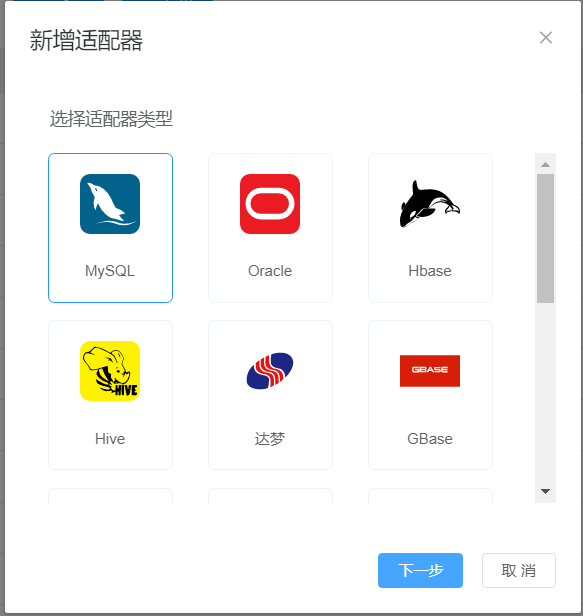 新增适配器
选择适配器类型
MySQL
Oracle
Hbase
HIVE
GBASE
Hive
达梦
GBase
下一步
取 消